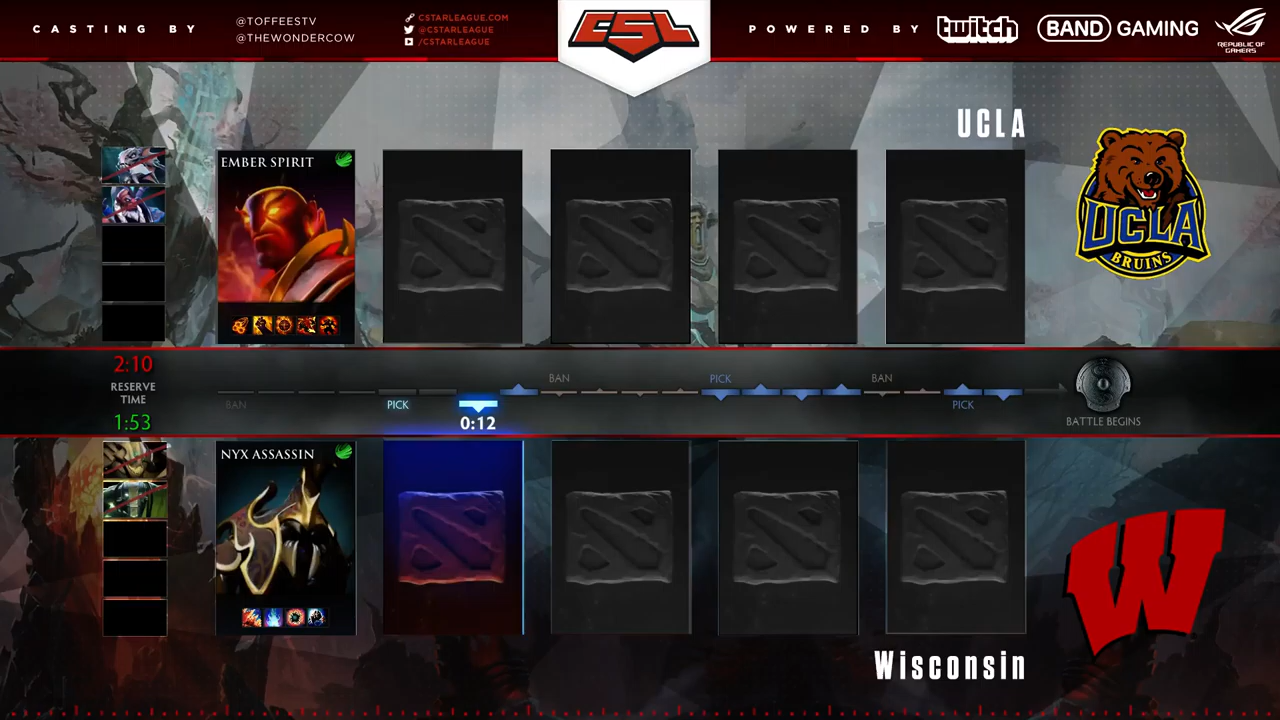 CASTING BY
@TOFFEESTV
@THEWONDERCOW
CSTARLEAGUE.COM
@CSTARLEAGUE
/CSTARLEAGUE
CSL
POWERED BY
twitch
BAND GAMING
REPUBLIC OF
GAMERS
UCLA
EMBER SPIRIT
UCLA
BRUINS
2:10
RESERVE
TIME
1:53
BAN
PICK
0:12
BAN
PICK
BAN
PICK
BATTLE BEGINS
NYX ASSASSIN
W
Wisconsin